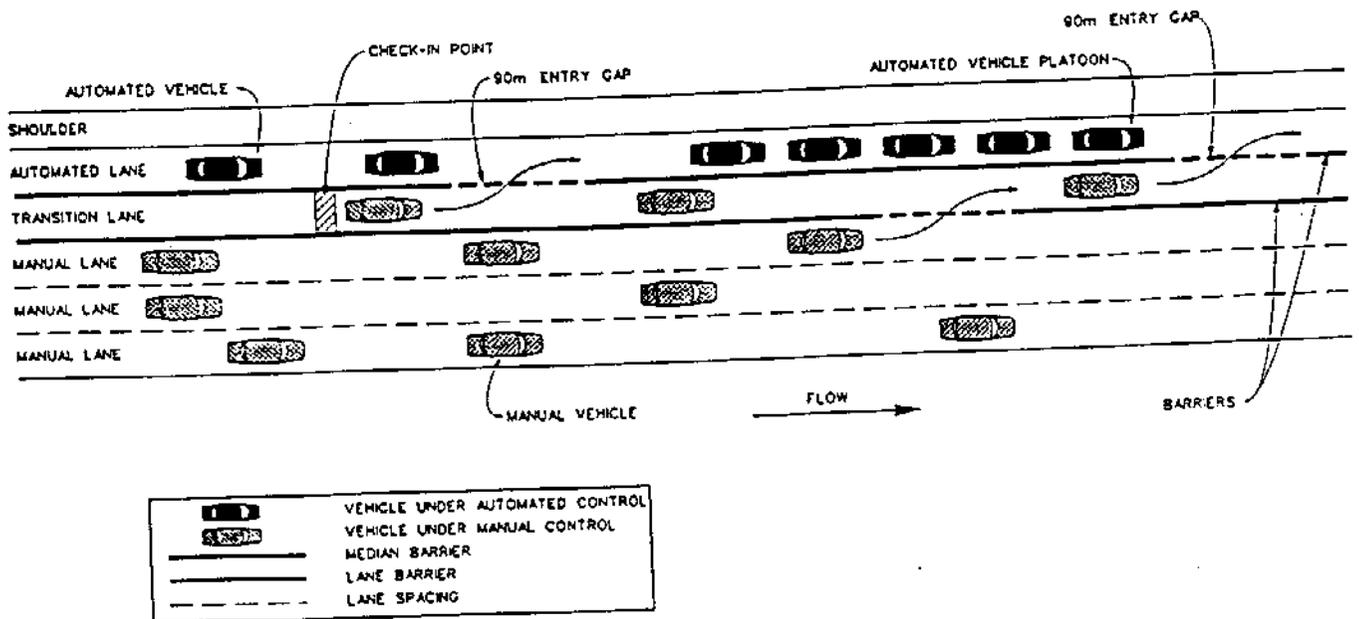 90m ENTRY GAP
CHECK-IN POINT
90m ENTRY GAP
AUTOMATED VEHICLE PLATOON
AUTOMATED VEHICLE
SHOULDER
AUTOMATED LANE
TRANSITION LANE
MANUAL LANE
MANUAL LANE
MANUAL LANE
MANUAL VEHICLE
FLOW
BARRIERS
VEHICLE UNDER AUTOMATED CONTROL
VEHICLE UNDER MANUAL CONTROL
MEDIAN BARRIER
LANE BARRIER
LANE SPACING